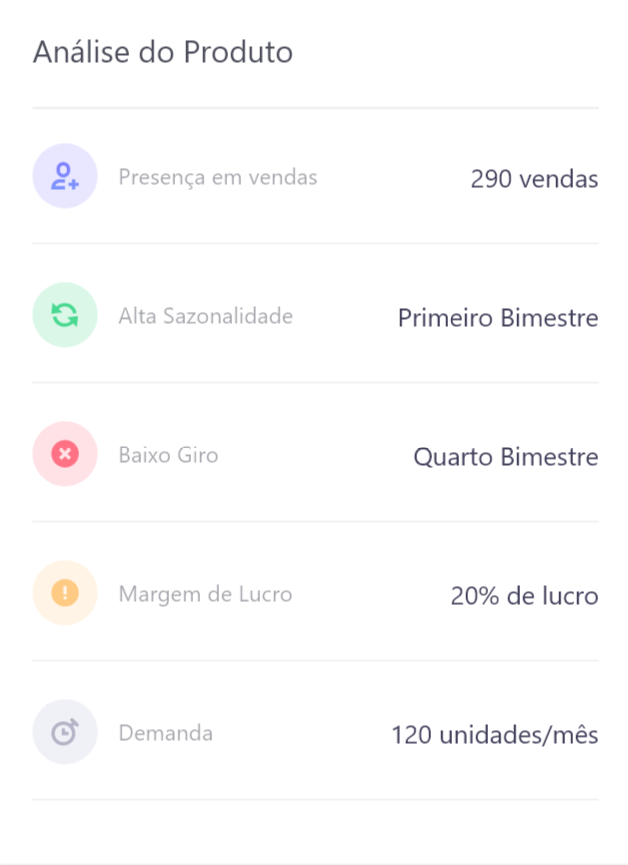 Análise do Produto
Presença em vendas 290 vendas
Alta Sazonalidade Primeiro Bimestre
Baixo Giro Quarto Bimestre
Margem de Lucro 20% de lucro
Demanda 120 unidades/mês